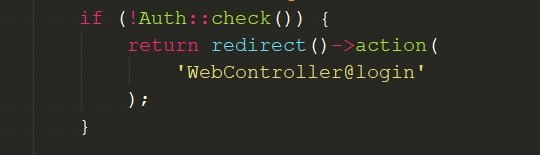 if (!Auth::check()) {
return redirect()->action(
'WebController@login'
);
}